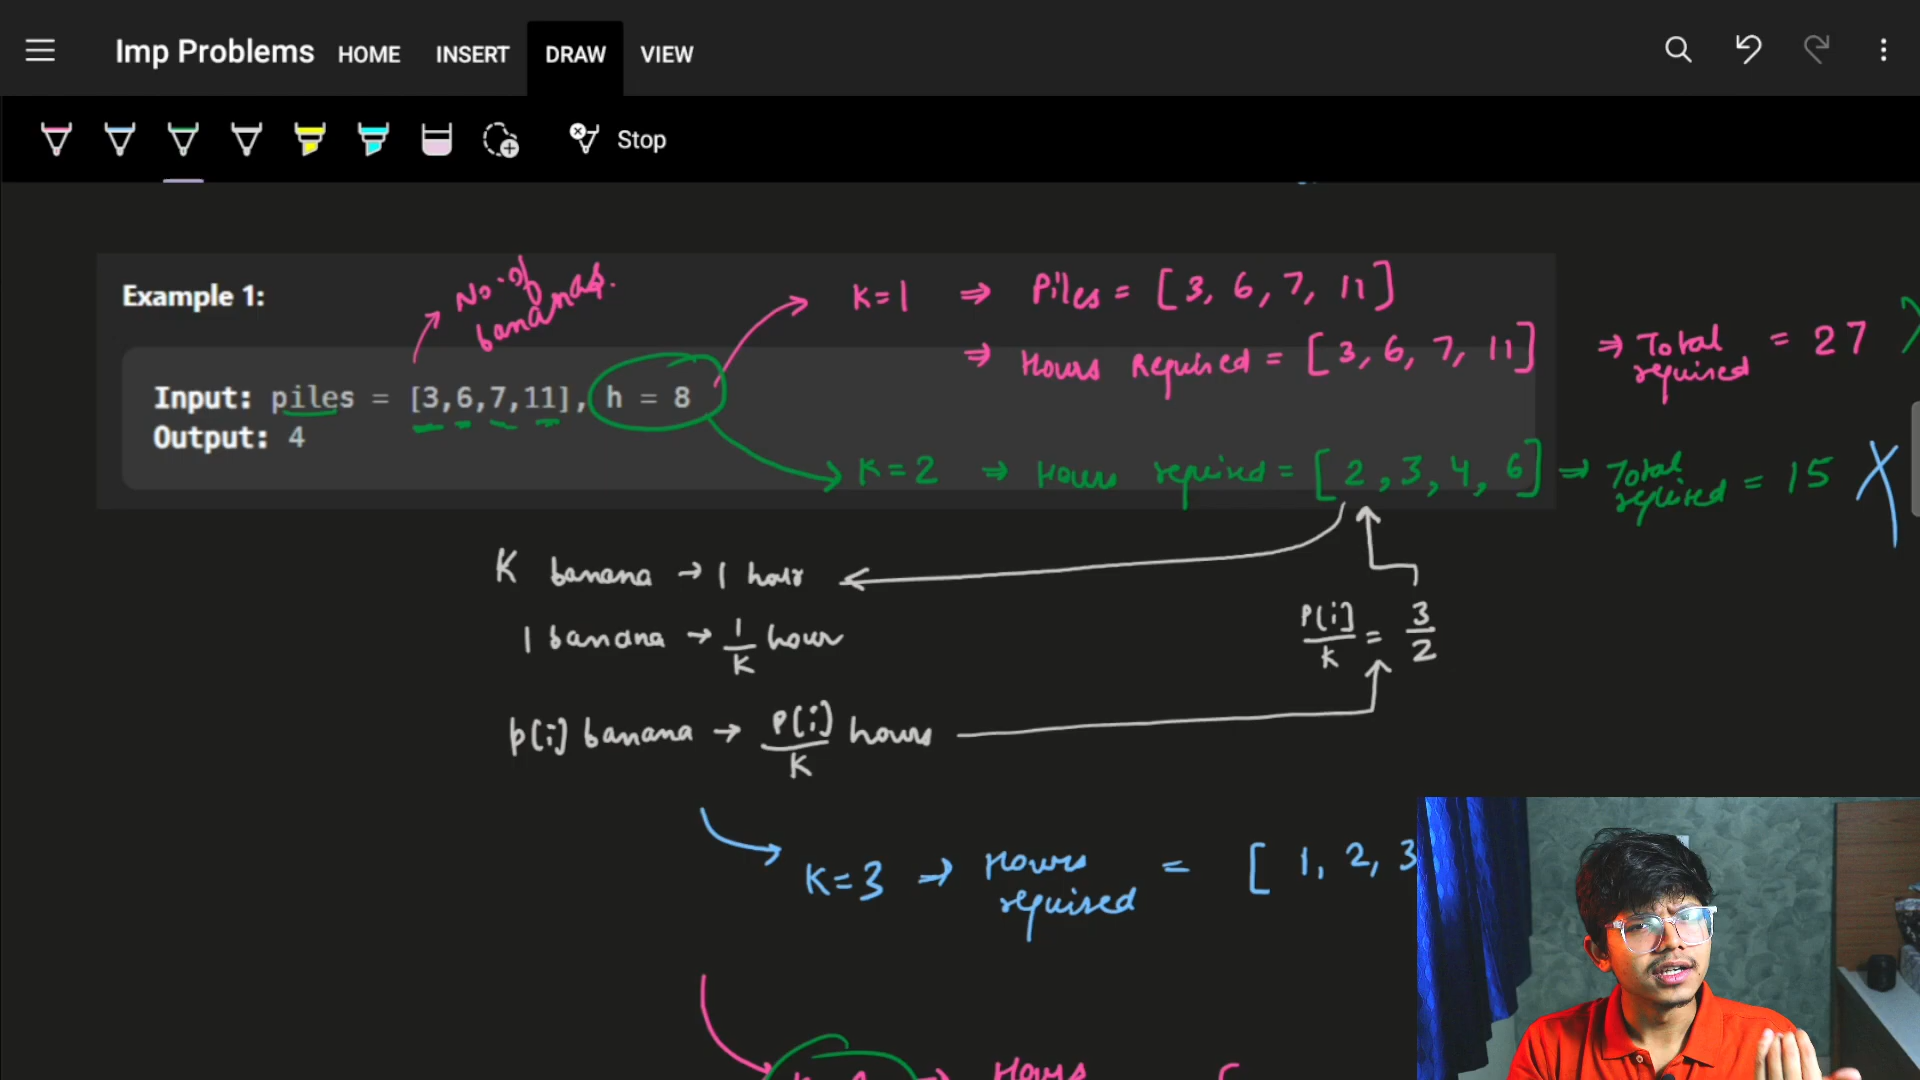 Imp Problems HOME INSERT DRAW VIEW
Stop
Example 1:
No. of bananas.
K=1 ⇒ Piles = [3, 6, 7, 11]
⇒ Hours Required = [3, 6, 7, 11] ⇒ Total required = 27
Input: piles = [3,6,7,11], h = 8
Output: 4
K=2 ⇒ Hours required = [2, 3, 4, 6] ⇒ Total required = 15 X
K banana → 1 hour
1 banana → 1/K hour
P[i]/K = 3/2
p[i] banana → P[i]/K hours
K=3 → Hours required = [ 1, 2, 3
Hours [